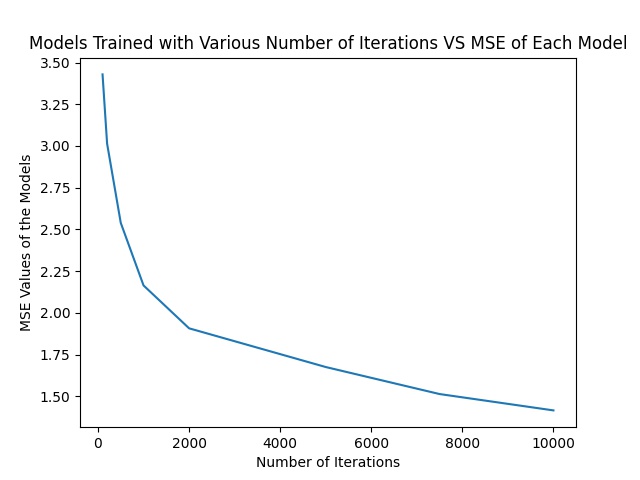 Models Trained with Various Number of Iterations VS MSE of Each Model
3.50
3.25
3.00
2.75
2.50
2.25
2.00
1.75
1.50
MSE Values of the Models
0 2000 4000 6000 8000 10000
Number of Iterations